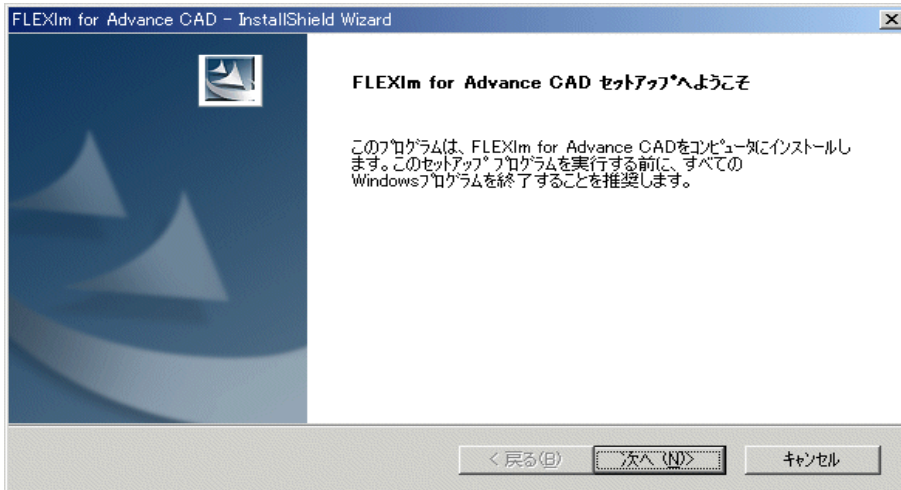 FLEXlm for Advance CAD - InstallShield Wizard
FLEXlm for Advance CAD ｾｯﾄｱｯﾌﾟへようこそ
このﾌﾟﾛｸﾞﾗﾑは、FLEXlm for Advance CADをｺﾝﾋﾟｭｰﾀにインストールし
ます。このｾｯﾄｱｯﾌﾟ ﾌﾟﾛｸﾞﾗﾑを実行する前に、すべての
Windowsﾌﾟﾛｸﾞﾗﾑを終了することを推奨します。
< 戻る(B)
次へ (N)>
ｷｬﾝｾﾙ